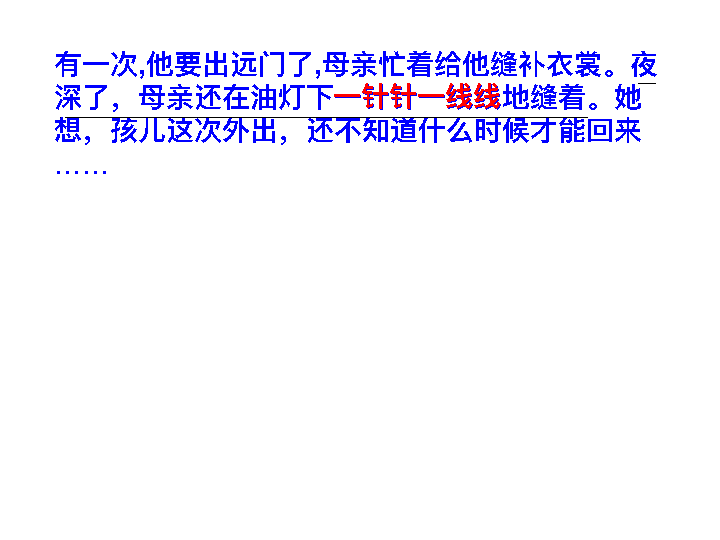 有一次,他要出远门了,母亲忙着给他缝补衣裳。夜
深了，母亲还在油灯下一针针一线线地缝着。她
想，孩儿这次外出，还不知道什么时候才能回来
……